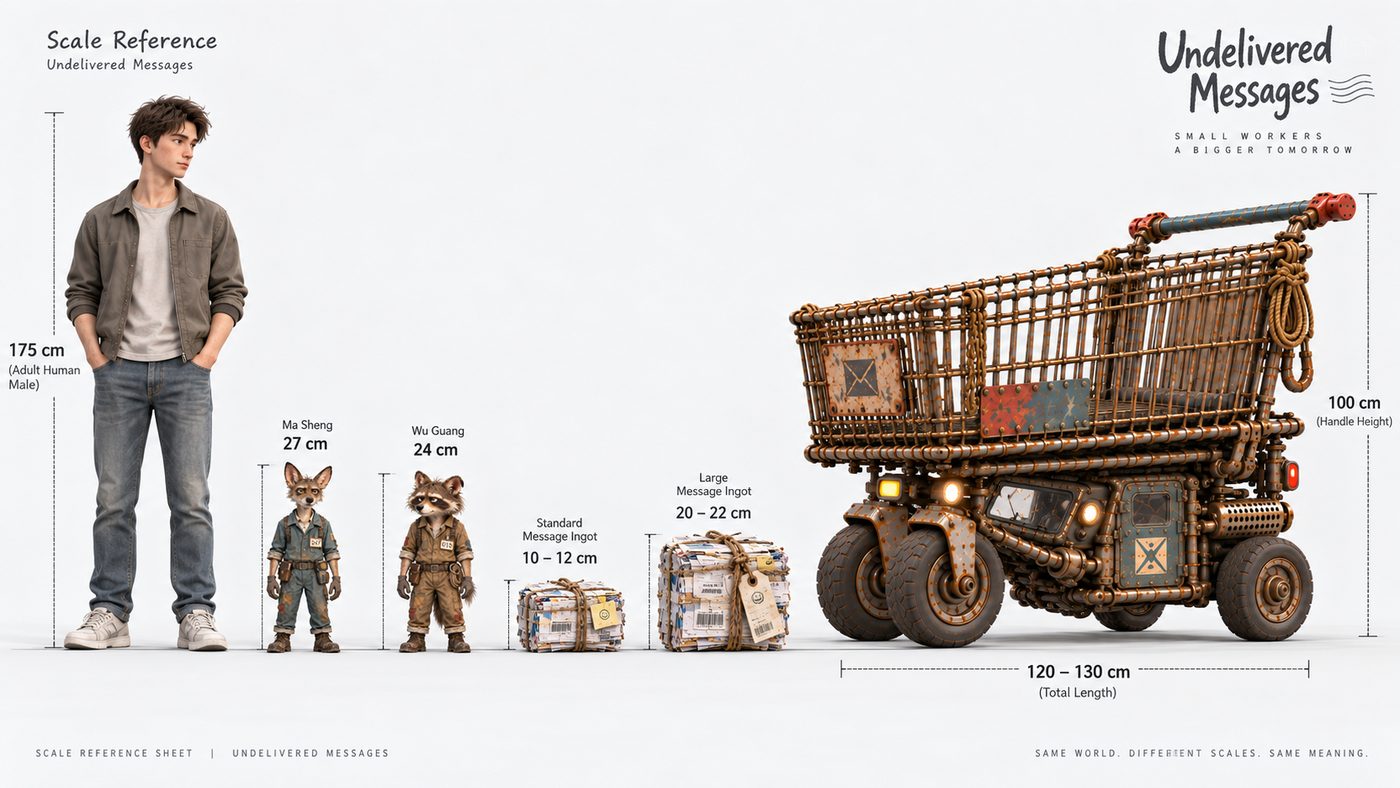 Scale Reference
Undelivered Messages
Undelivered
Messages
SMALL WORKERS
A BIGGER TOMORROW
175 cm
(Adult Human
Male)
Ma Sheng
27 cm
Wu Guang
24 cm
Standard
Message Ingot
10 – 12 cm
Large
Message Ingot
20 – 22 cm
100 cm
(Handle Height)
120 – 130 cm
(Total Length)
SCALE REFERENCE SHEET | UNDELIVERED MESSAGES
SAME WORLD. DIFFERENT SCALES. SAME MEANING.